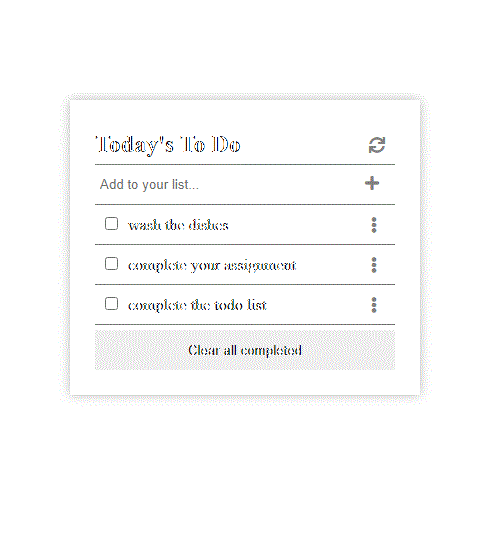 Today's To Do
Add to your list...
wash the dishes
complete your assignment
complete the todo list
Clear all completed